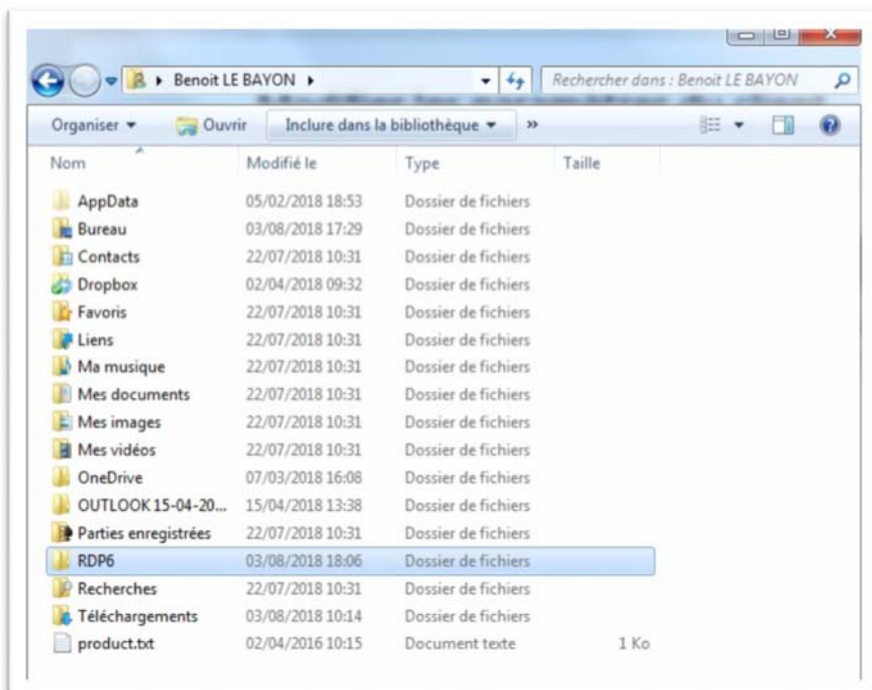 Benoit LE BAYON
Rechercher dans : Benoit LE BAYON
Organiser Ouvrir Inclure dans la bibliothèque »
Nom Modifié le Type Taille
AppData 05/02/2018 18:53 Dossier de fichiers
Bureau 03/08/2018 17:29 Dossier de fichiers
Contacts 22/07/2018 10:31 Dossier de fichiers
Dropbox 02/04/2018 09:32 Dossier de fichiers
Favoris 22/07/2018 10:31 Dossier de fichiers
Liens 22/07/2018 10:31 Dossier de fichiers
Ma musique 22/07/2018 10:31 Dossier de fichiers
Mes documents 22/07/2018 10:31 Dossier de fichiers
Mes images 22/07/2018 10:31 Dossier de fichiers
Mes vidéos 22/07/2018 10:31 Dossier de fichiers
OneDrive 07/03/2018 16:08 Dossier de fichiers
OUTLOOK 15-04-20... 15/04/2018 13:38 Dossier de fichiers
Parties enregistrées 22/07/2018 10:31 Dossier de fichiers
RDP6 03/08/2018 18:06 Dossier de fichiers
Recherches 22/07/2018 10:31 Dossier de fichiers
Téléchargements 03/08/2018 10:14 Dossier de fichiers
product.txt 02/04/2016 10:15 Document texte 1 Ko